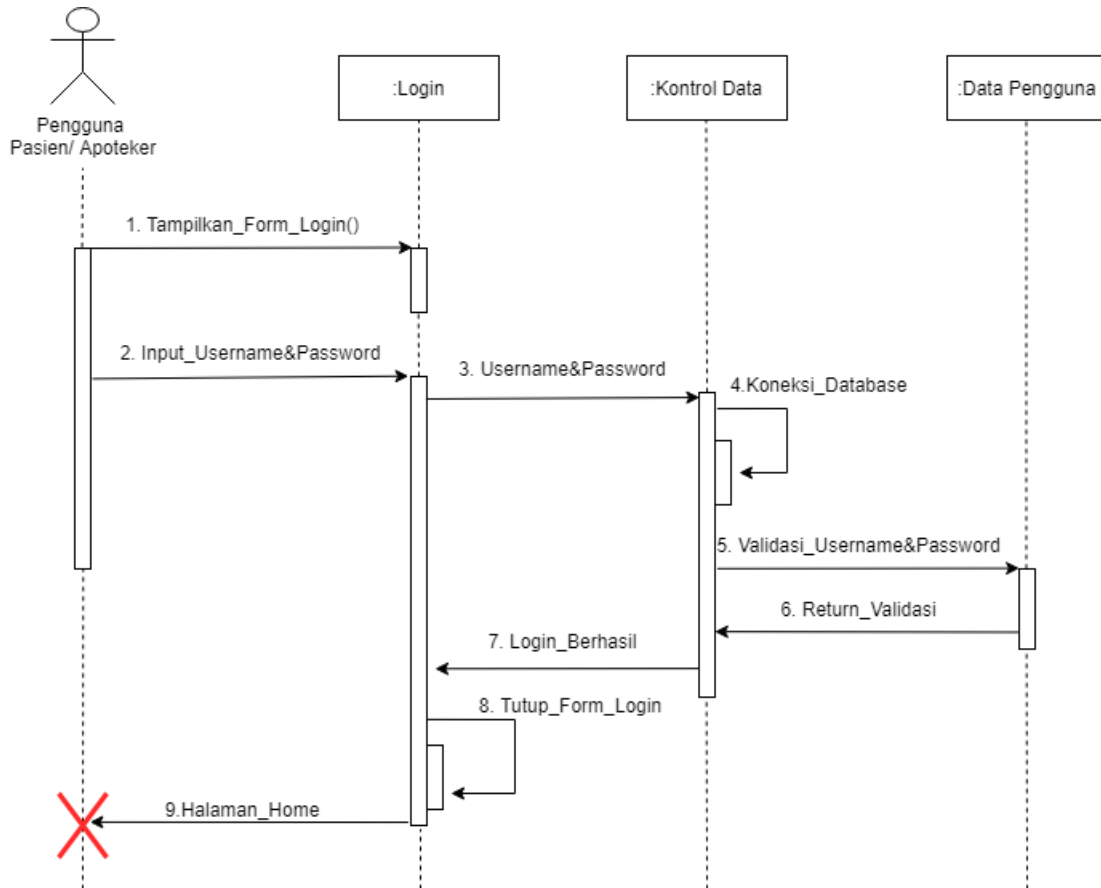 :Login
:Kontrol Data
:Data Pengguna
Pengguna
Pasien/ Apoteker
1. Tampilkan_Form_Login()
2. Input_Username&Password
3. Username&Password
4.Koneksi_Database
5. Validasi_Username&Password
6. Return_Validasi
7. Login_Berhasil
8. Tutup_Form_Login
9.Halaman_Home